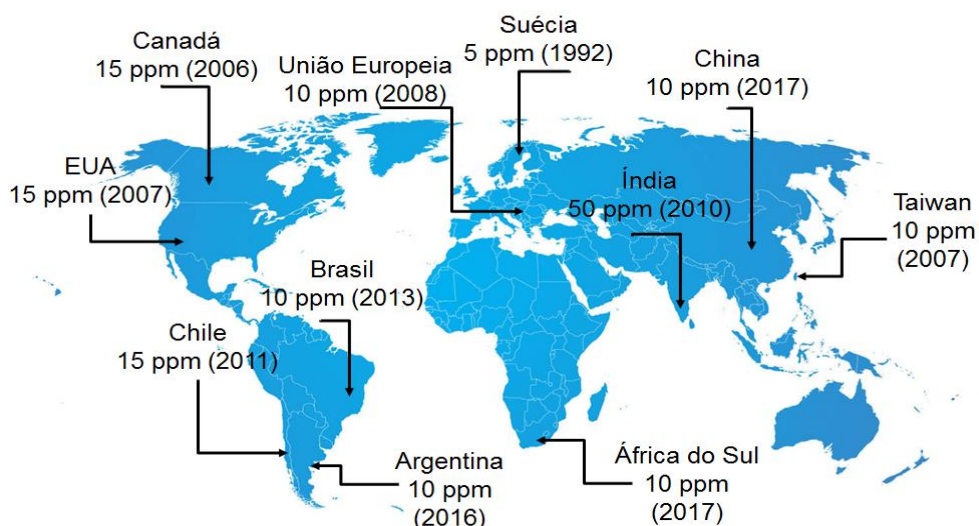 Canadá
15 ppm (2006)
União Europeia
10 ppm (2008)
Suécia
5 ppm (1992)
China
10 ppm (2017)
EUA
15 ppm (2007)
Índia
50 ppm (2010)
Taiwan
10 ppm
(2007)
Brasil
10 ppm (2013)
Chile
15 ppm (2011)
Argentina
10 ppm
(2016)
África do Sul
10 ppm
(2017)